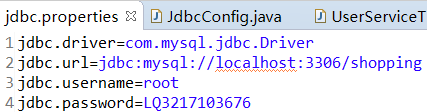 jdbc.properties JdbcConfig.java UserServiceT
1 jdbc.driver=com.mysql.jdbc.Driver
2 jdbc.url=jdbc:mysql://localhost:3306/shopping
3 jdbc.username=root
4 jdbc.password=LQ3217103676